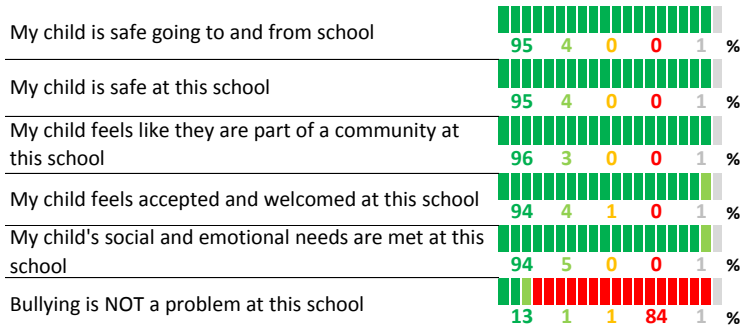 My child is safe going to and from school
95 4 0 0 1 %
My child is safe at this school
95 4 0 0 1 %
My child feels like they are part of a community at
this school
96 3 0 0 1 %
My child feels accepted and welcomed at this school
94 4 1 0 1 %
My child's social and emotional needs are met at this
school
94 5 0 0 1 %
Bullying is NOT a problem at this school
13 1 1 84 1 %